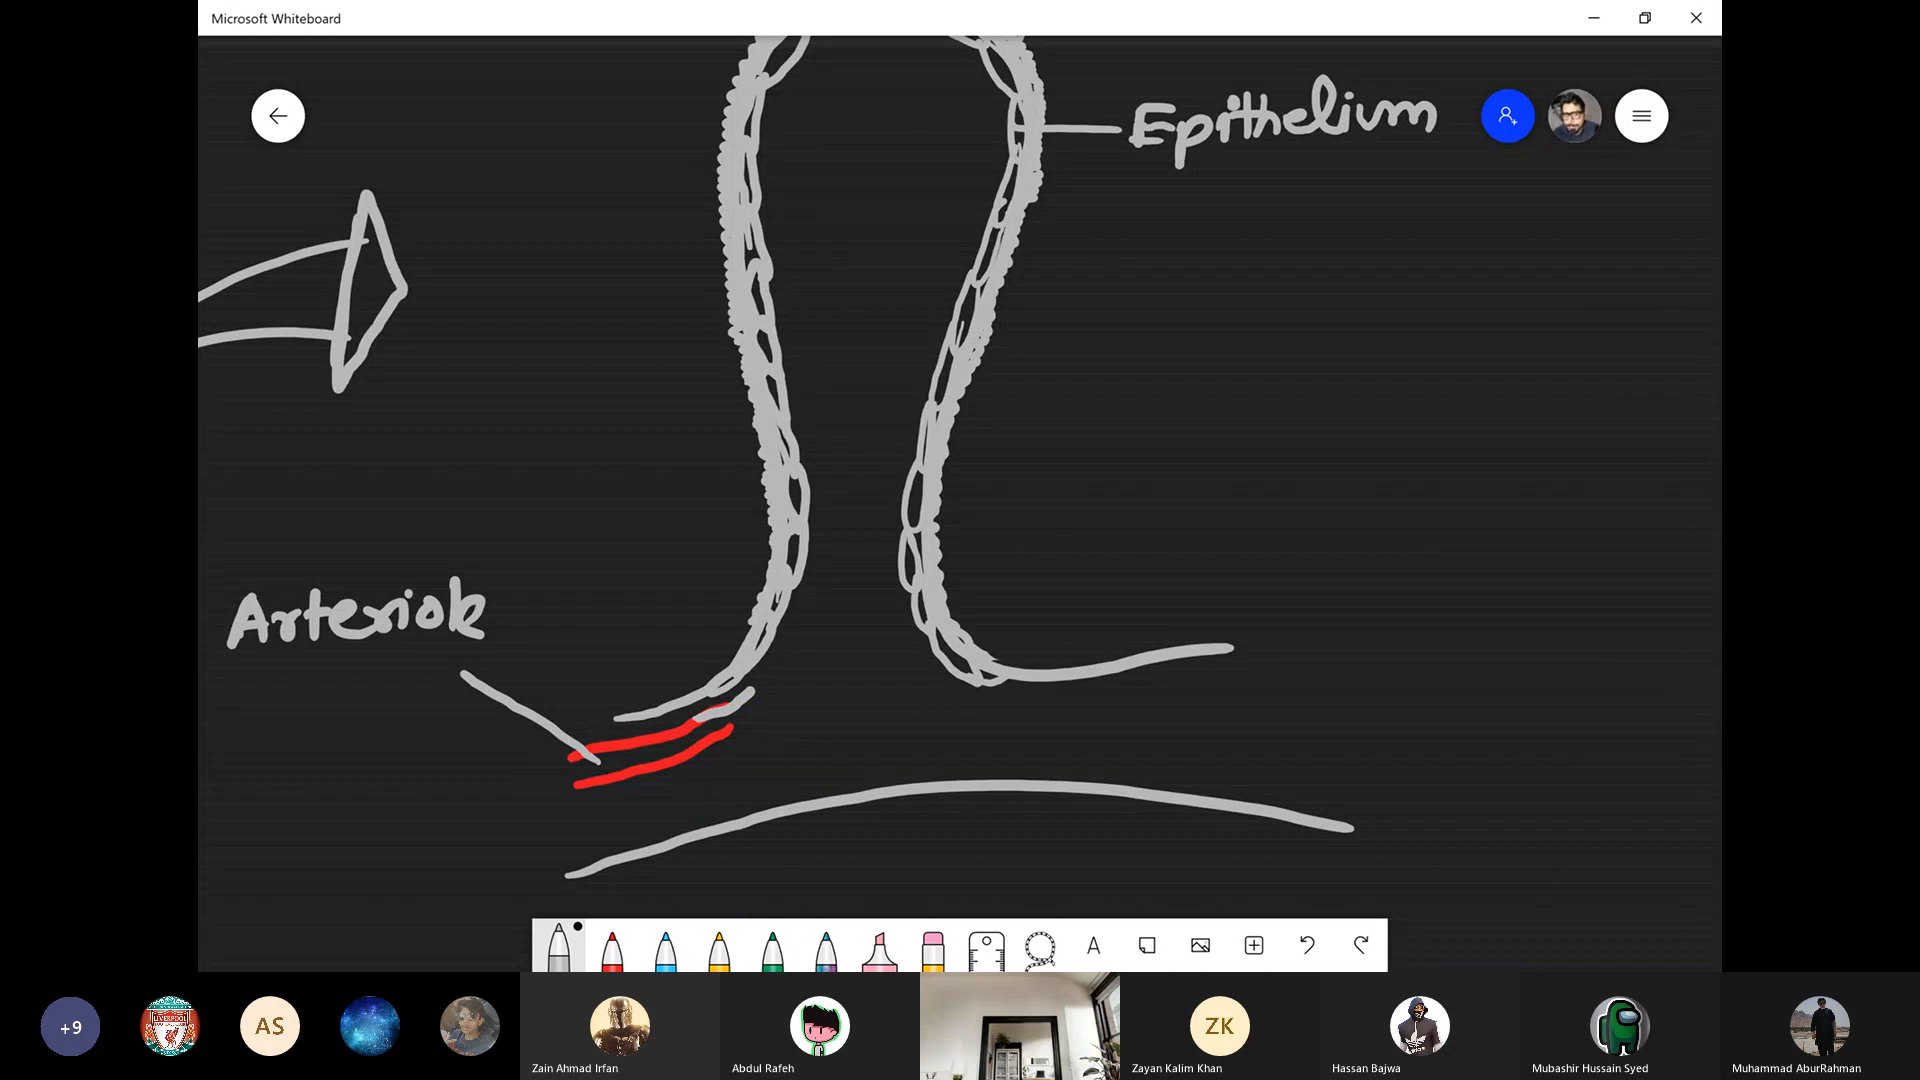 Microsoft Whiteboard
Epithelium
Arteriole
A
+9
LIVERPOOL
AS
ZK
Zain Ahmad Irfan
Abdul Rafeh
Zayan Kalim Khan
Hassan Bajwa
Mubashir Hussain Syed
Muhammad AburRahman